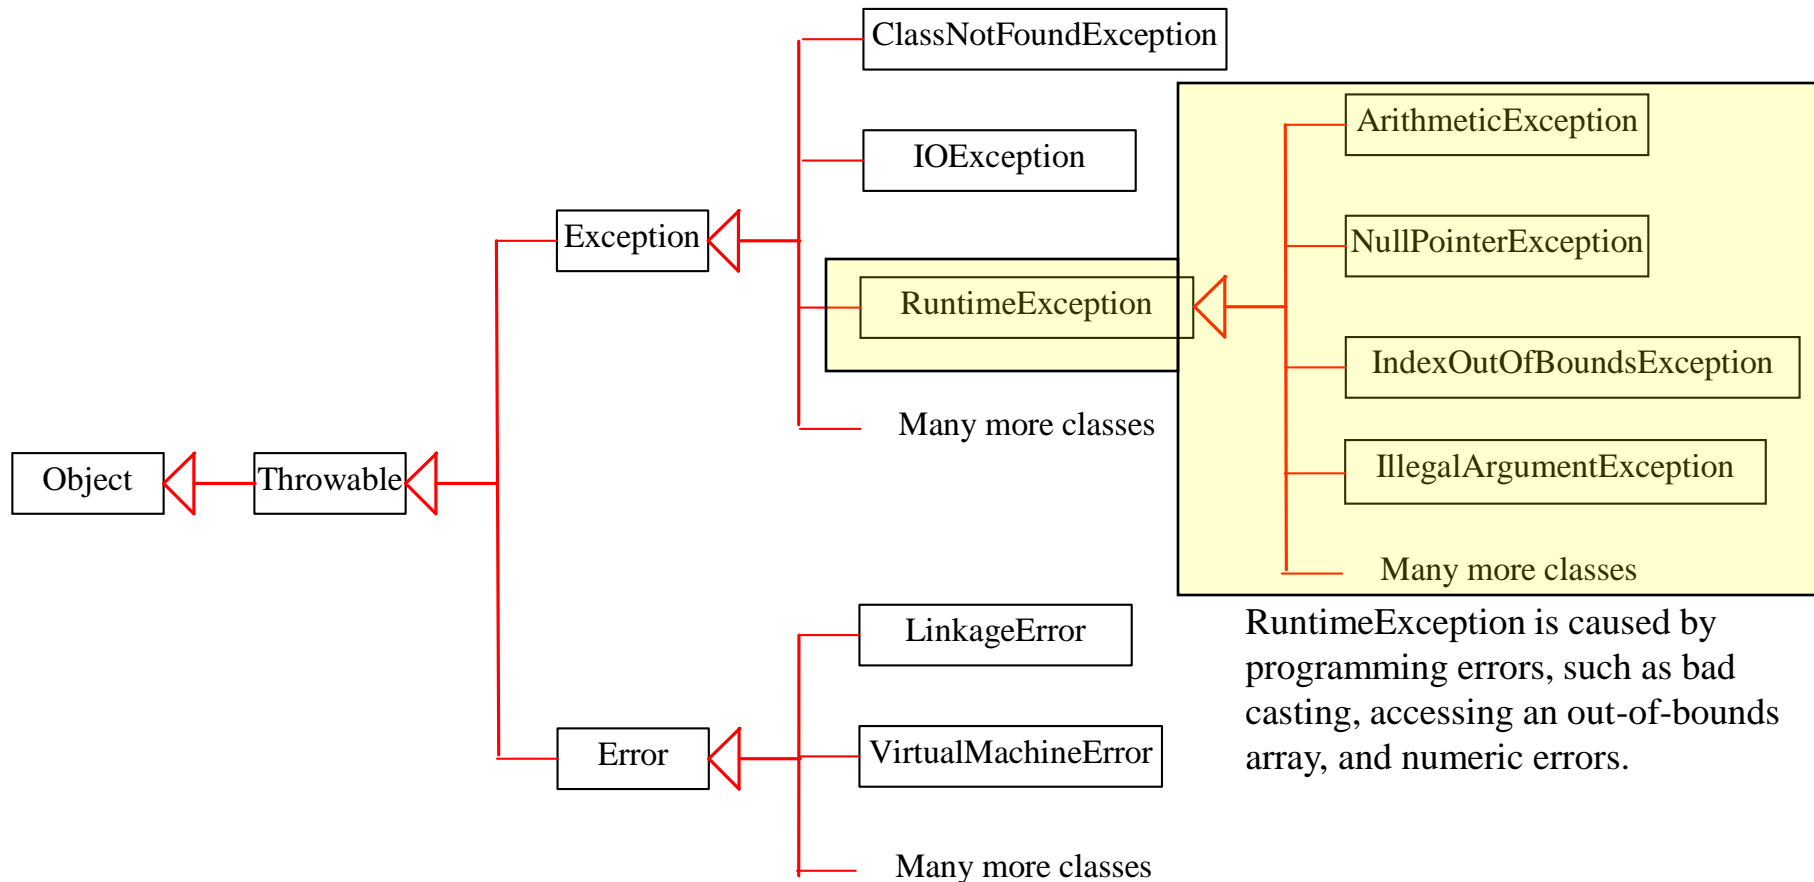 ClassNotFoundException
ArithmeticException
IOException
Exception
NullPointerException
RuntimeException
IndexOutOfBoundsException
Many more classes
Object
Throwable
IllegalArgumentException
Many more classes
LinkageError
RuntimeException is caused by
programming errors, such as bad
casting, accessing an out-of-bounds
array, and numeric errors.
Error
VirtualMachineError
Many more classes